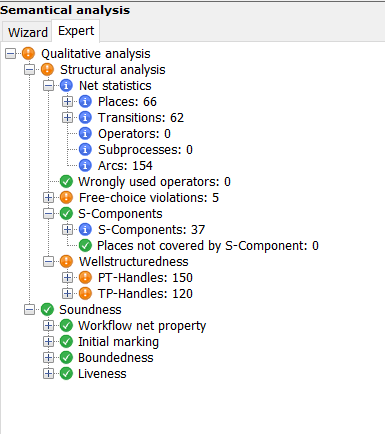 Semantical analysis
Wizard Expert
Qualitative analysis
Structural analysis
Net statistics
Places: 66
Transitions: 62
Operators: 0
Subprocesses: 0
Arcs: 154
Wrongly used operators: 0
Free-choice violations: 5
S-Components
S-Components: 37
Places not covered by S-Component: 0
Wellstructuredness
PT-Handles: 150
TP-Handles: 120
Soundness
Workflow net property
Initial marking
Boundedness
Liveness